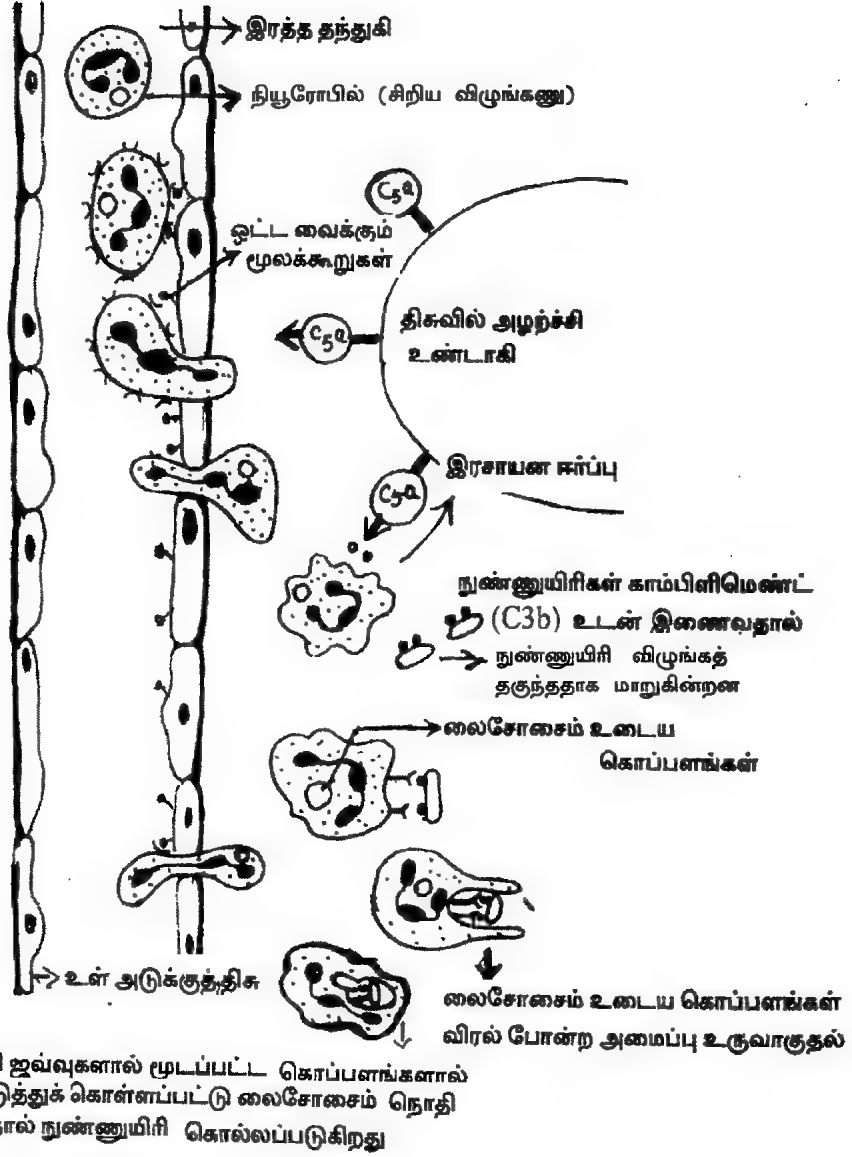 இரத்த தந்துகி
நியூரோபில் (சிறிய விழுங்கணு)
C5a
ஒட்ட வைக்கும்
மூலக்கூறுகள்
C5a
திசுவில் அழற்ச்சி
உண்டாகி
இரசாயன ஈர்ப்பு
C5a
நுண்ணுயிரிகள் காம்பிளிமெண்ட்
(C3b) உடன் இணைவதால்
நுண்ணுயிரி விழுங்கத்
தகுந்ததாக மாறுகின்றன
லைசோசைம் உடைய
கொப்பளங்கள்
உள் அடுக்குத்திசு
லைசோசைம் உடைய கொப்பளங்கள்
விரல் போன்ற அமைப்பு உருவாகுதல்
ஜவ்வுகளால் மூடப்பட்ட கொப்பளங்களால்
கொள்ளப்பட்டு லைசோசைம் நொதி
நுண்ணுயிரி கொல்லப்படுகிறது